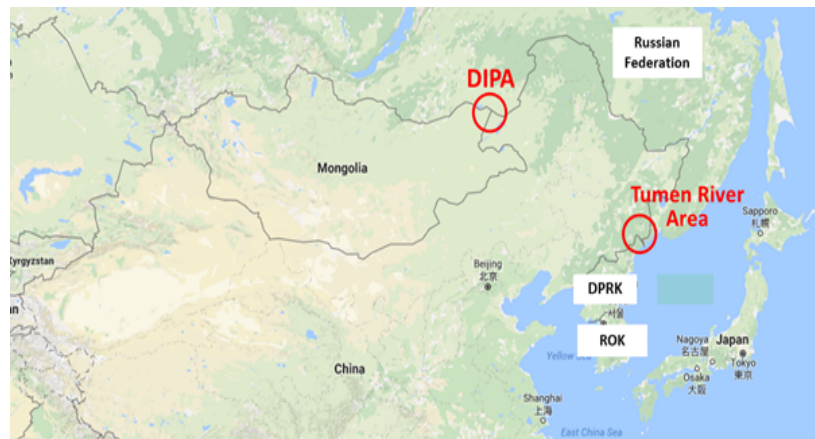 Russian
Federation
DIPA
Mongolia
Tumen River
Area
Sapporo
札幌
Kyrgyzstan
Beijing
北京
DPRK
서울
ROK
Nagoya
名古屋
Japan
Tokyo
東京
Yellow Sea
Osaka
大阪
China
Shanghai
上海
East China Sea